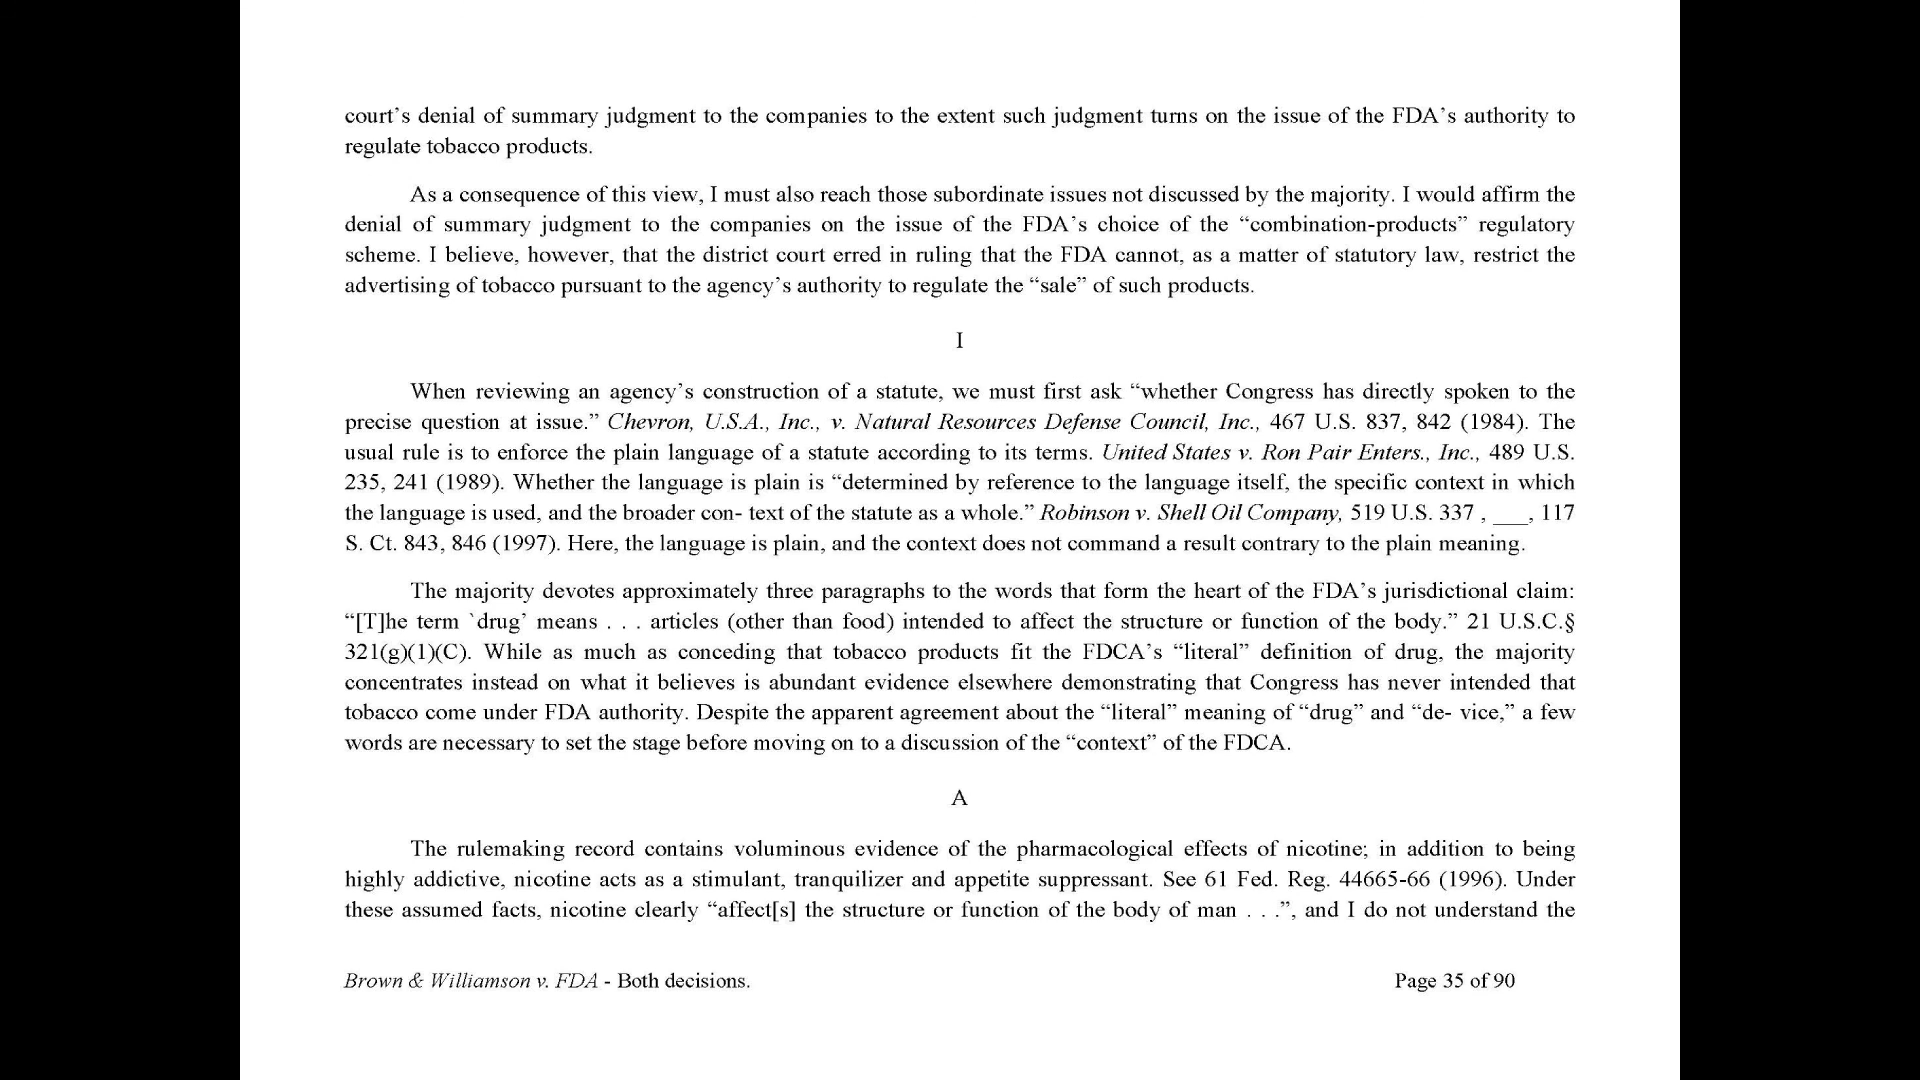 court’s denial of summary judgment to the companies to the extent such judgment turns on the issue of the FDA’s authority to
regulate tobacco products.
As a consequence of this view, I must also reach those subordinate issues not discussed by the majority. I would affirm the
denial of summary judgment to the companies on the issue of the FDA’s choice of the “combination-products” regulatory
scheme. I believe, however, that the district court erred in ruling that the FDA cannot, as a matter of statutory law, restrict the
advertising of tobacco pursuant to the agency’s authority to regulate the “sale” of such products.
I
When reviewing an agency’s construction of a statute, we must first ask “whether Congress has directly spoken to the
precise question at issue.” Chevron, U.S.A., Inc., v. Natural Resources Defense Council, Inc., 467 U.S. 837, 842 (1984). The
usual rule is to enforce the plain language of a statute according to its terms. United States v. Ron Pair Enters., Inc., 489 U.S.
235, 241 (1989). Whether the language is plain is “determined by reference to the language itself, the specific context in which
the language is used, and the broader con- text of the statute as a whole.” Robinson v. Shell Oil Company, 519 U.S. 337 , ___, 117
S. Ct. 843, 846 (1997). Here, the language is plain, and the context does not command a result contrary to the plain meaning.
The majority devotes approximately three paragraphs to the words that form the heart of the FDA’s jurisdictional claim:
“[T]he term `drug’ means . . . articles (other than food) intended to affect the structure or function of the body.” 21 U.S.C.§
321(g)(1)(C). While as much as conceding that tobacco products fit the FDCA’s “literal” definition of drug, the majority
concentrates instead on what it believes is abundant evidence elsewhere demonstrating that Congress has never intended that
tobacco come under FDA authority. Despite the apparent agreement about the “literal” meaning of “drug” and “de- vice,” a few
words are necessary to set the stage before moving on to a discussion of the “context” of the FDCA.
A
The rulemaking record contains voluminous evidence of the pharmacological effects of nicotine; in addition to being
highly addictive, nicotine acts as a stimulant, tranquilizer and appetite suppressant. See 61 Fed. Reg. 44665-66 (1996). Under
these assumed facts, nicotine clearly “affect[s] the structure or function of the body of man . . .”, and I do not understand the
Brown & Williamson v. FDA - Both decisions. Page 35 of 90